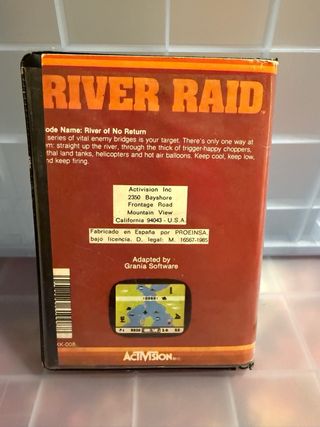 RIVER RAID
ode Name: River of No Return
series of vital enemy bridges is your target. There's only one way at
m: straight up the river, through the thick of trigger-happy choppers,
thal land tanks, helicopters and hot air balloons. Keep cool, keep low,
nd keep firing.
Activision Inc
2350 Bayshore
Frontage Road
Mountain View
California 94043 - U.S.A
Fabricado en España por PROEINSA,
bajo licencia. D. legal: M. 16567-1985
Adapted by
Grania Software
ACTIVISION